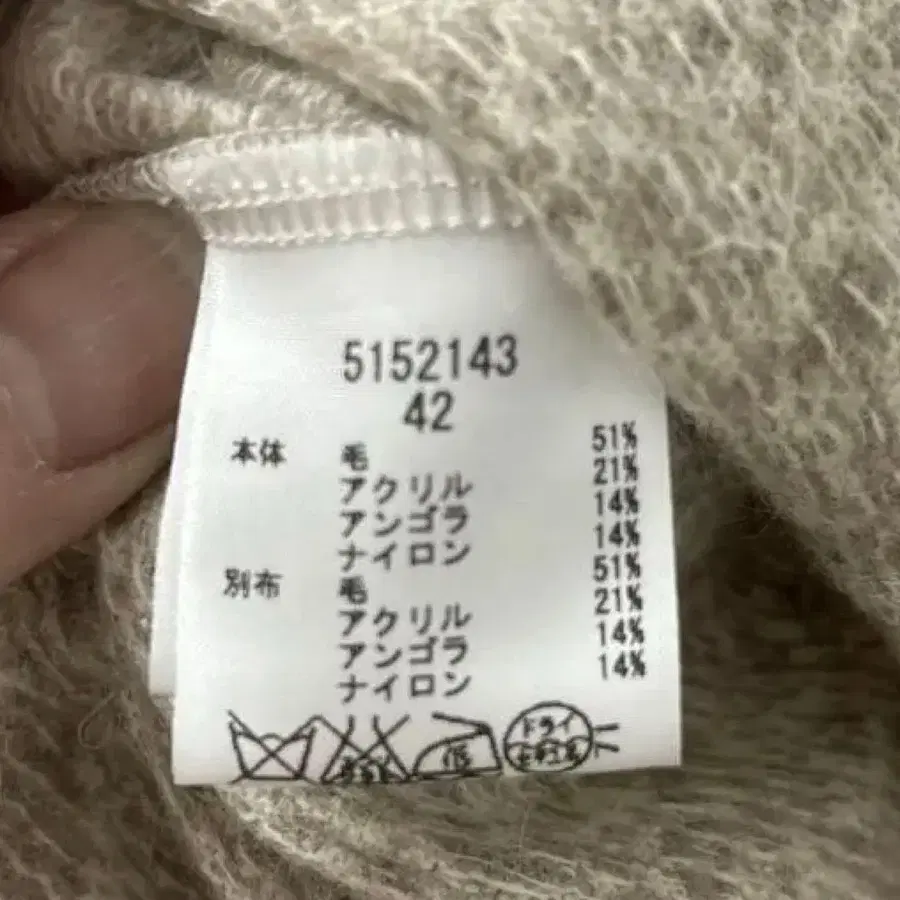 5152143
42
本体 毛 51%
アクリル 21%
アンゴラ 14%
ナイロン 14%
別布 毛 51%
アクリル 21%
アンゴラ 14%
ナイロン 14%
低 ドライ